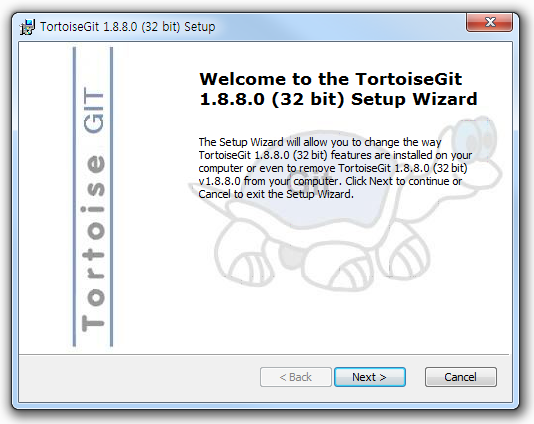 TortoiseGit 1.8.8.0 (32 bit) Setup
Welcome to the TortoiseGit
1.8.8.0 (32 bit) Setup Wizard
The Setup Wizard will allow you to change the way
TortoiseGit 1.8.8.0 (32 bit) features are installed on your
computer or even to remove TortoiseGit 1.8.8.0 (32 bit)
v1.8.8.0 from your computer. Click Next to continue or
Cancel to exit the Setup Wizard.
Tortoise GIT
Git
< Back
Next >
Cancel